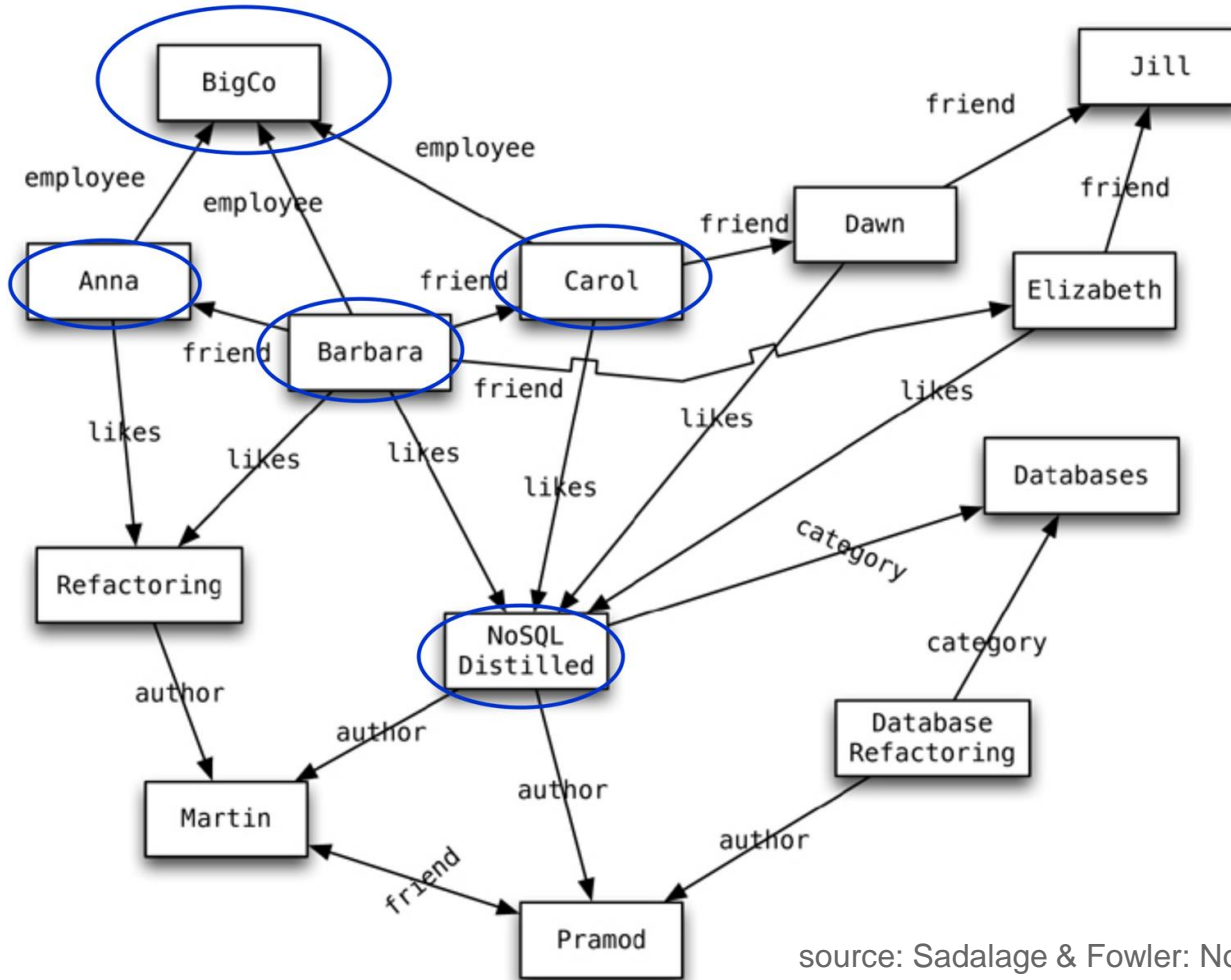 BigCo
Jill
friend
employee
employee
friend
employee
friend
Dawn
Anna
friend
Carol
Elizabeth
friend
Barbara
friend
likes
likes
likes
likes
likes
likes
Databases
category
Refactoring
NoSQL
Distilled
category
author
author
Database
Refactoring
author
Martin
author
friend
Pramod
source: Sadalage & Fowler: